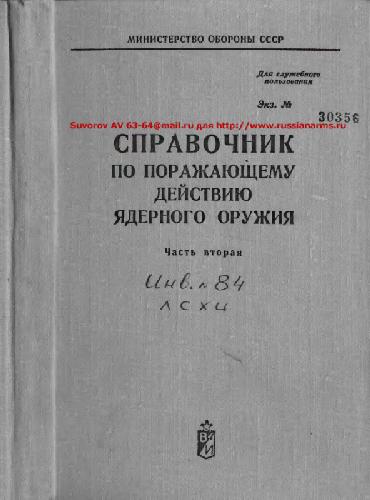 МИНИСТЕРСТВО ОБОРОНЫ СССР
Для служебного
пользования
Экз. №
30356
Suvorov AV 63-64@mail.ru для http://www.russianarms.ru
СПРАВОЧНИК
ПО ПОРАЖАЮЩЕМУ
ДЕЙСТВИЮ
ЯДЕРНОГО ОРУЖИЯ
Часть вторая
Инв. № 84
ЛСХИ